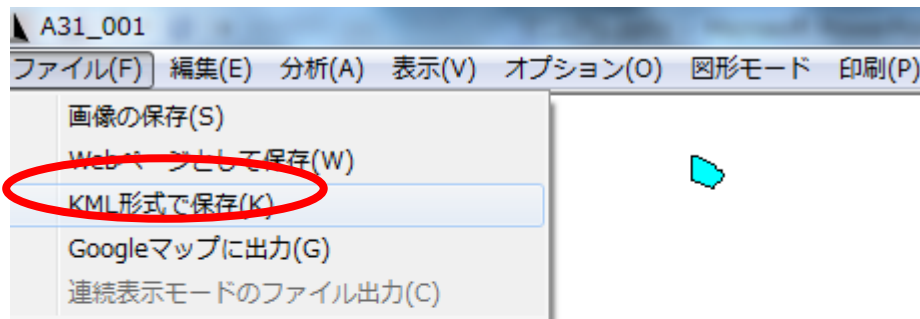 A31_001
ファイル(F) 編集(E) 分析(A) 表示(V) オプション(O) 図形モード 印刷(P)
画像の保存(S)
Webページとして保存(W)
KML形式で保存(K)
Googleマップに出力(G)
連続表示モードのファイル出力(C)